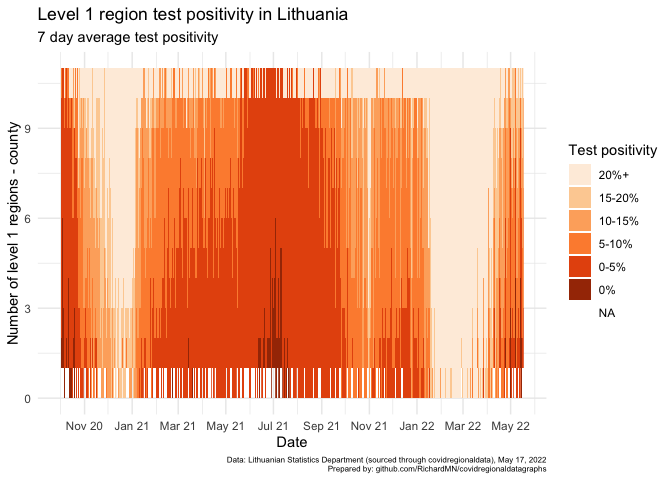 Level 1 region test positivity in Lithuania
7 day average test positivity
Number of level 1 regions - county
9
6
3
0
Nov 20 Jan 21 Mar 21 May 21 Jul 21 Sep 21 Nov 21 Jan 22 Mar 22 May 22
Date
Test positivity
20%+
15-20%
10-15%
5-10%
0-5%
0%
NA
Data: Lithuanian Statistics Department (sourced through covidregionaldata), May 17, 2022
Prepared by: github.com/RichardMN/covidregionaldatagraphs